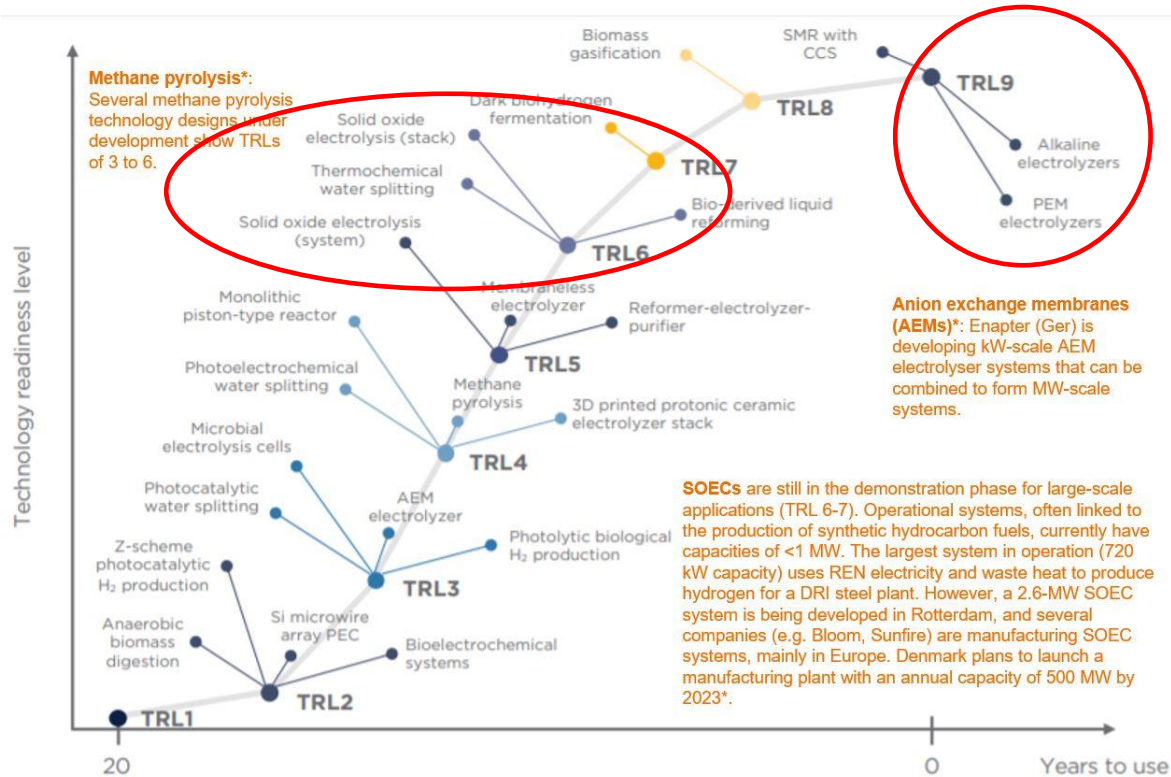 Methane pyrolysis*:
Several methane pyrolysis
technology designs under
development show TRLs
of 3 to 6.
Biomass
gasification
SMR with
CCS
TRL9
TRL8
Dark biohydrogen
fermentation
Solid oxide
electrolysis (stack)
Thermochemical
water splitting
TRL7
Alkaline
electrolyzers
PEM
electrolyzers
Bio-derived liquid
reforming
Solid oxide electrolysis
(system)
TRL6
Membraneless
electrolyzer
Monolithic
piston-type reactor
Reformer-electrolyzer-
purifier
TRL5
Anion exchange membranes
(AEMs)*: Enapter (Ger) is
developing kW-scale AEM
electrolyser systems that can be
combined to form MW-scale
systems.
Photoelectrochemical
water splitting
Methane
pyrolysis
3D printed protonic ceramic
electrolyzer stack
TRL4
Microbial
electrolysis cells
Photocatalytic
water splitting
AEM
electrolyzer
Photolytic biological
H₂ production
TRL3
SOECs are still in the demonstration phase for large-scale
applications (TRL 6-7). Operational systems, often linked to
the production of synthetic hydrocarbon fuels, currently have
capacities of <1 MW. The largest system in operation (720
kW capacity) uses REN electricity and waste heat to produce
hydrogen for a DRI steel plant. However, a 2.6-MW SOEC
system is being developed in Rotterdam, and several
companies (e.g. Bloom, Sunfire) are manufacturing SOEC
systems, mainly in Europe. Denmark plans to launch a
manufacturing plant with an annual capacity of 500 MW by
2023*.
Z-scheme
photocatalytic
H₂ production
Anaerobic
biomass
digestion
Si microwire
array PEC
Bioelectrochemical
systems
TRL2
TRL1
Technology readiness level
20
0
Years to use